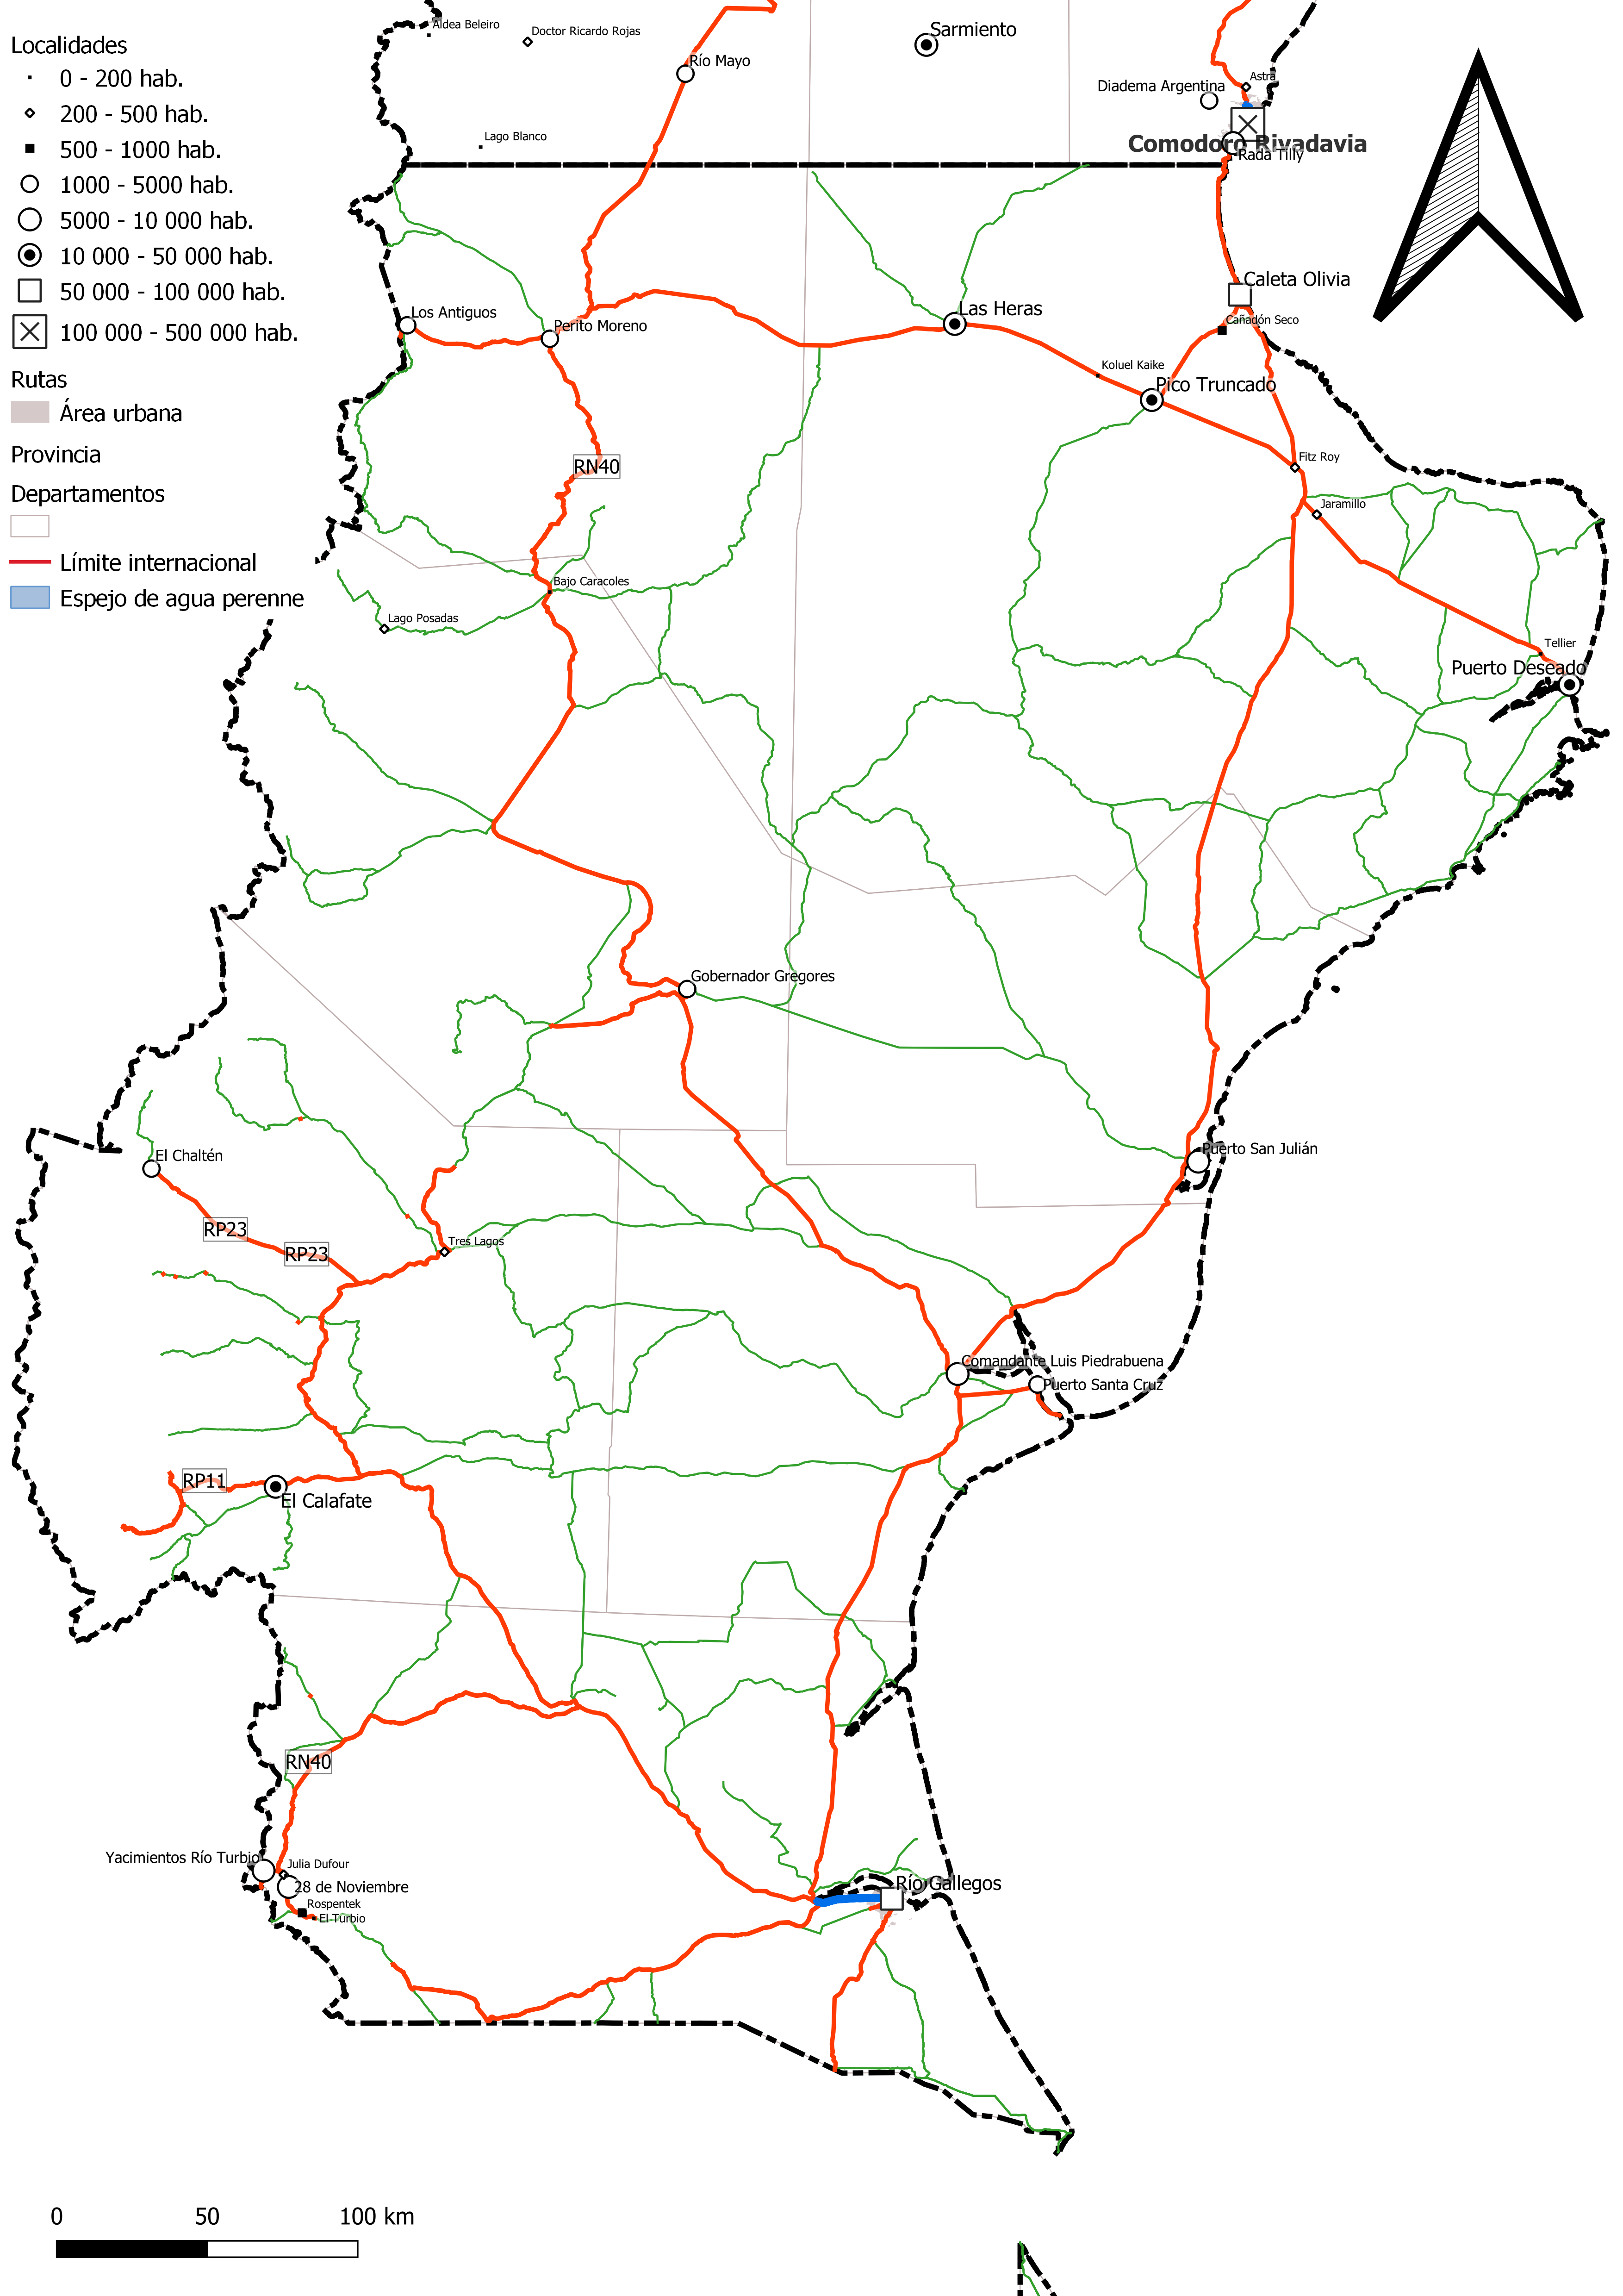 Localidades
0 - 200 hab.
200 - 500 hab.
500 - 1000 hab.
1000 - 5000 hab.
5000 - 10 000 hab.
10 000 - 50 000 hab.
50 000 - 100 000 hab.
100 000 - 500 000 hab.
Rutas
Área urbana
Provincia
Departamentos
Límite internacional
Espejo de agua perenne
Aldea Beleiro
Doctor Ricardo Rojas
Río Mayo
Sarmiento
Astra
Diadema Argentina
Lago Blanco
Comodoro Rivadavia
Rada Tilly
Caleta Olivia
Los Antiguos
Perito Moreno
Las Heras
Cañadón Seco
Koluel Kaike
Pico Truncado
RN40
Fitz Roy
Jaramillo
Bajo Caracoles
Lago Posadas
Tellier
Puerto Deseado
Gobernador Gregores
El Chaltén
Puerto San Julián
RP23
RP23
Tres Lagos
Comandante Luis Piedrabuena
Puerto Santa Cruz
RP11
El Calafate
RN40
Yacimientos Río Turbio
Julia Dufour
28 de Noviembre
Rospentek
El Turbio
Río Gallegos
0 50 100 km